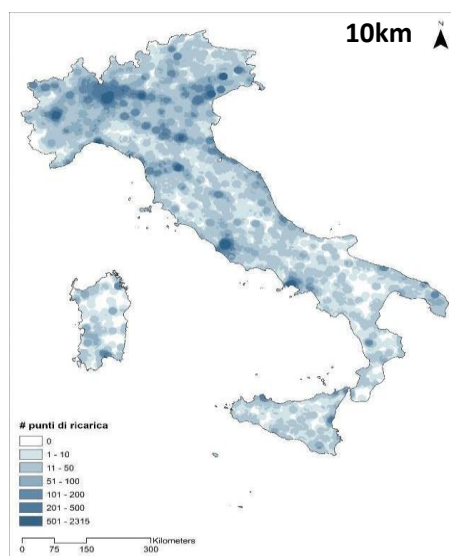 10km
N
# punti di ricarica
0
1 - 10
11 - 50
51 - 100
101 - 200
201 - 500
501 - 2315
Kilometers
0 75 150 300